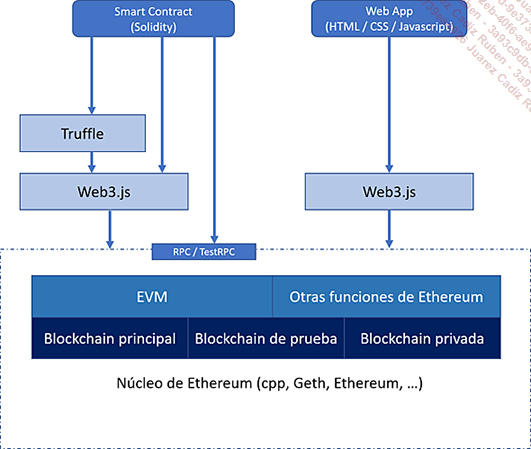 Smart Contract
(Solidity)
Web App
(HTML / CSS / Javascript)
Truffle
Web3.js
Web3.js
RPC / TestRPC
EVM
Otras funciones de Ethereum
Blockchain principal
Blockchain de prueba
Blockchain privada
Núcleo de Ethereum (cpp, Geth, Ethereum, ...)